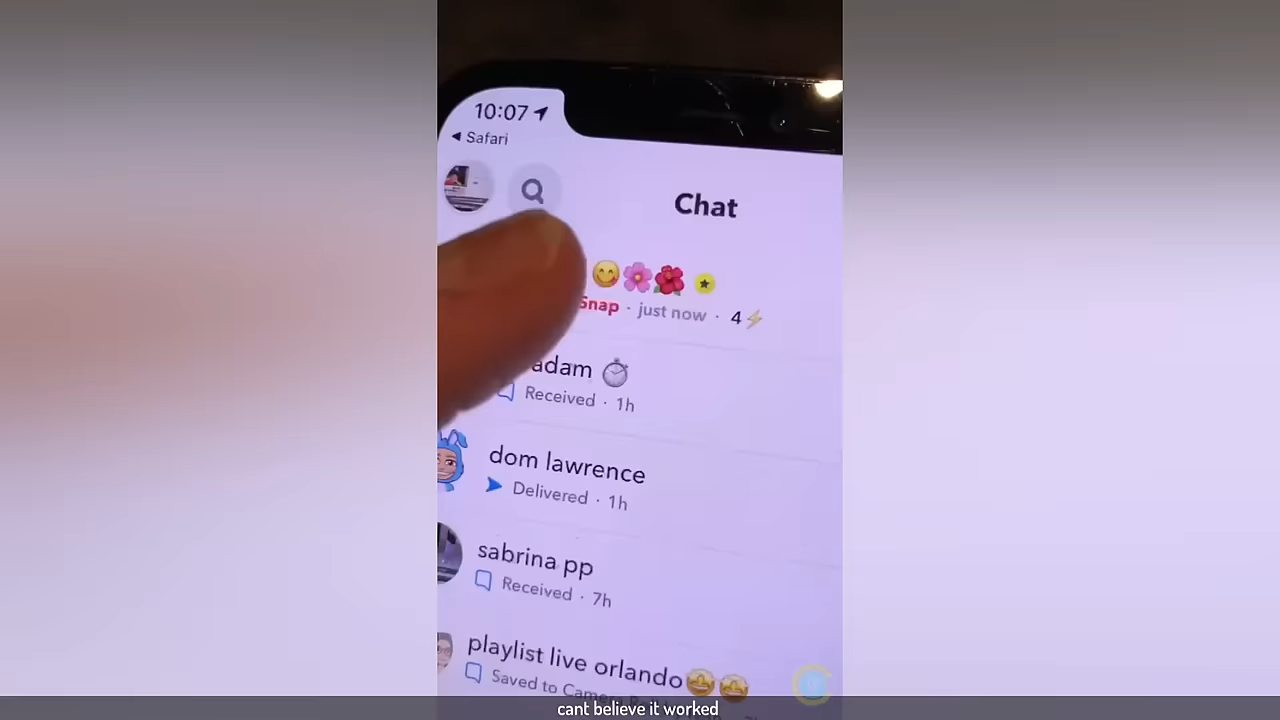 10:07
Safari
Chat
Snap · just now · 4
adam
Received · 1h
dom lawrence
Delivered · 1h
sabrina pp
Received · 7h
playlist live orlando
Saved to Camera
cant believe it worked